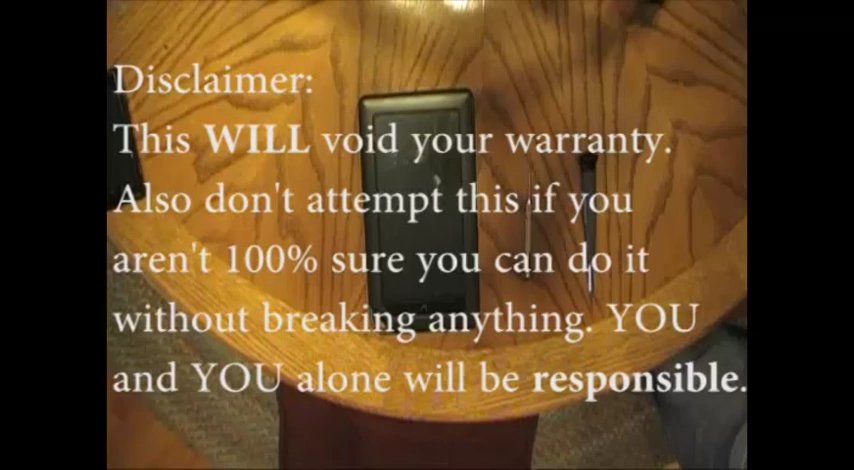 Disclaimer:
This WILL void your warranty.
Also don't attempt this if you
aren't 100% sure you can do it
without breaking anything. YOU
and YOU alone will be responsible.